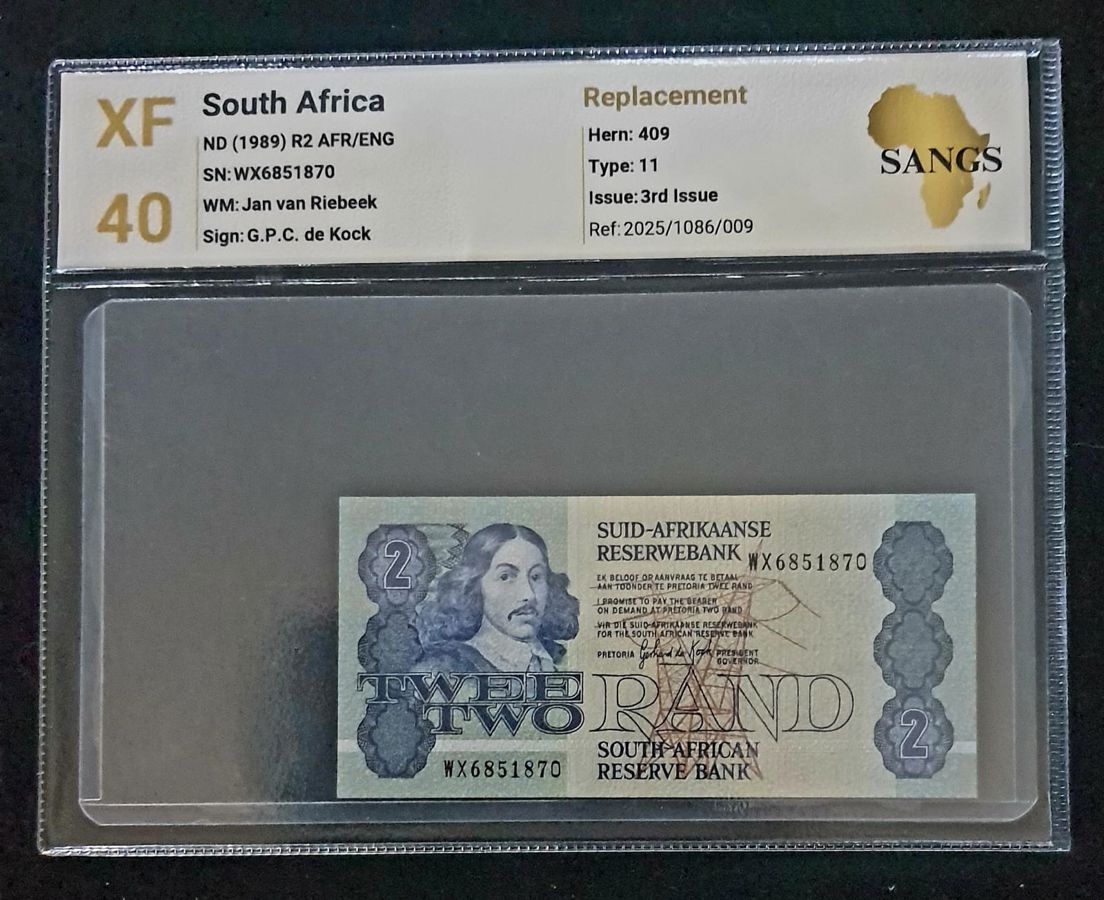 XF
40
South Africa
ND (1989) R2 AFR/ENG
SN: WX6851870
WM: Jan van Riebeek
Sign: G.P.C. de Kock
Replacement
Hern: 409
Type: 11
Issue: 3rd Issue
Ref: 2025/1086/009
SANGS
2
SUID-AFRIKAANSE
RESERWEBANK
WX6851870
EK BELOOF OP AANVRAAG TE BETAAL
AAN TOONDER TE PRETORIA TWEE RAND
I PROMISE TO PAY THE BEARER
ON DEMAND AT PRETORIA TWO RAND
VIR DIE SUID-AFRIKAANSE RESERWEBANK
FOR THE SOUTH AFRICAN RESERVE BANK
PRETORIA Gerhard de Kock PRESIDENT
GOVERNOR
TWEE
TWO
RAND
SOUTH AFRICAN
RESERVE BANK
WX6851870
2